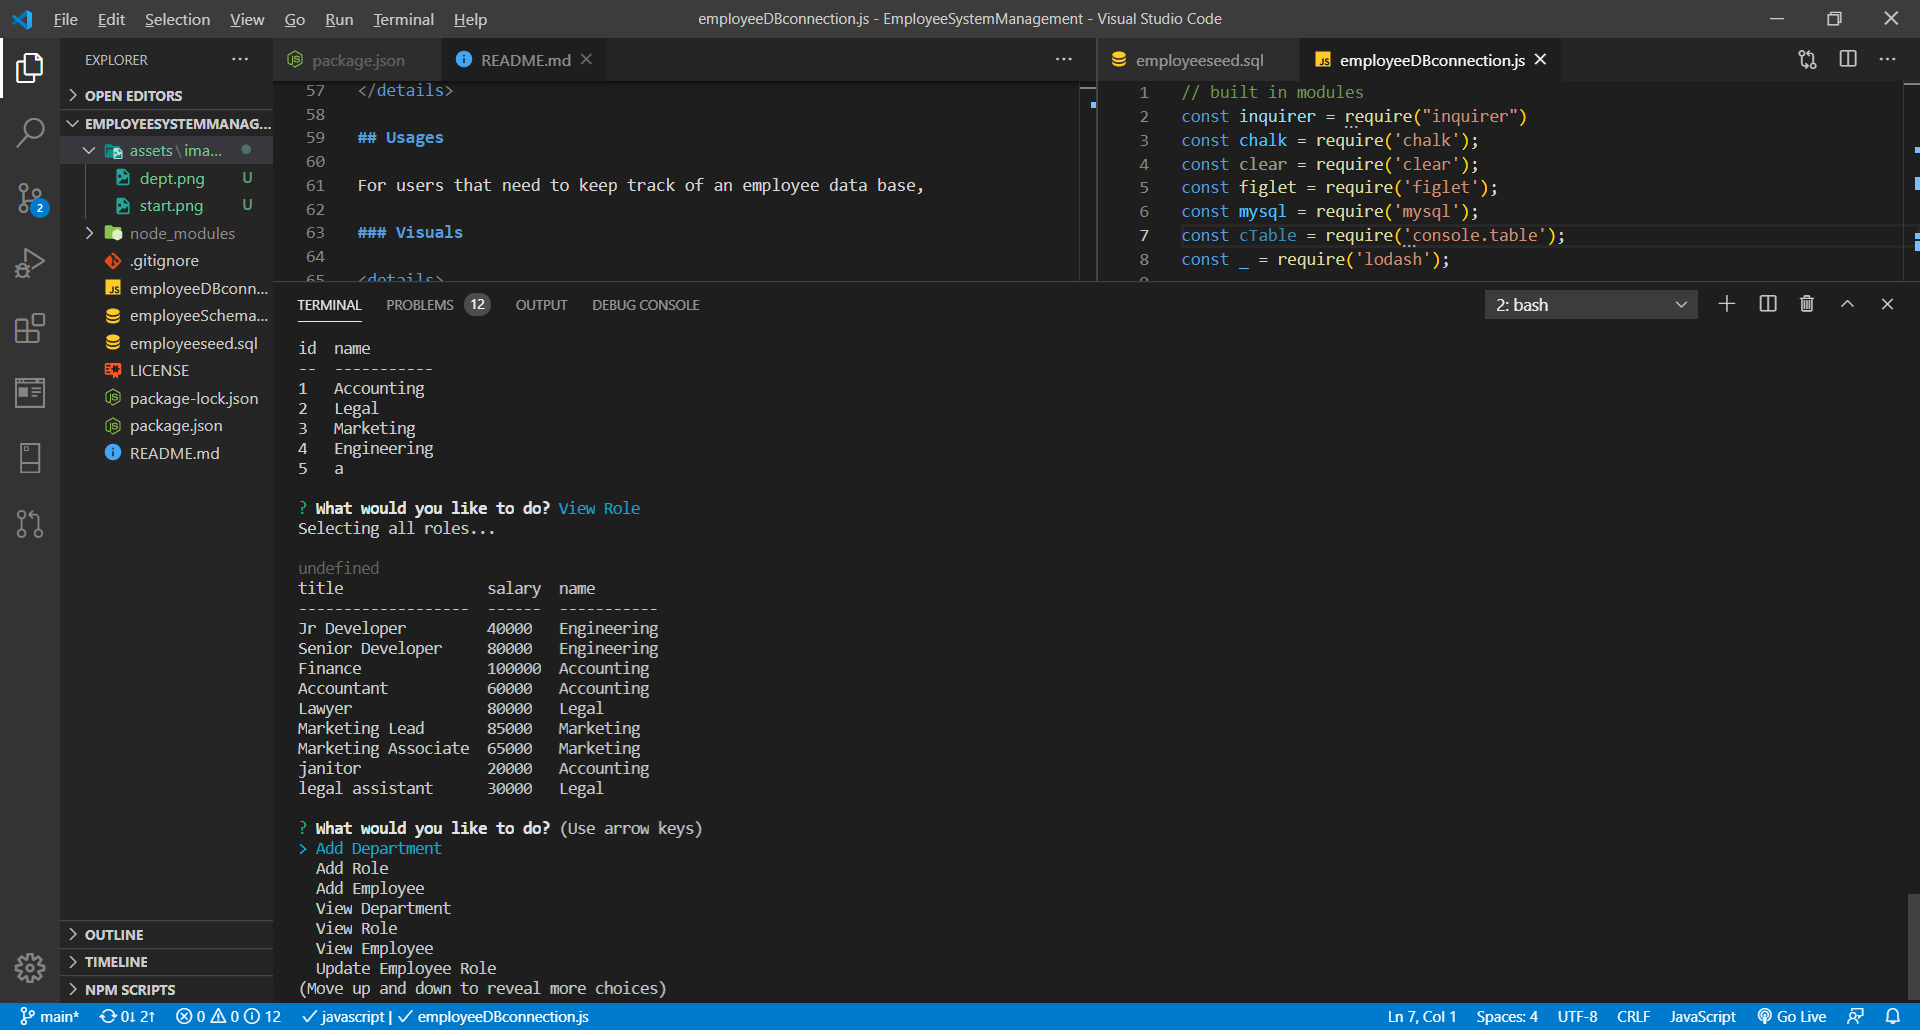 File Edit Selection View Go Run Terminal Help
employeeDBconnection.js - EmployeeSystemManagement - Visual Studio Code
EXPLORER
OPEN EDITORS
EMPLOYEESYSTEMMANAG...
assets\ima...
dept.png U
start.png U
node_modules
.gitignore
employeeDBconn...
employeeSchema...
employeeseed.sql
LICENSE
package-lock.json
package.json
README.md
OUTLINE
TIMELINE
NPM SCRIPTS
2
package.json README.md
57 </details>
58
59 ## Usages
60
61 For users that need to keep track of an employee data base,
62
63 ### Visuals
64
65 <details>
employeeseed.sql employeeDBconnection.js
1 // built in modules
2 const inquirer = require("inquirer")
3 const chalk = require('chalk');
4 const clear = require('clear');
5 const figlet = require('figlet');
6 const mysql = require('mysql');
7 const cTable = require('console.table');
8 const _ = require('lodash');
9
TERMINAL PROBLEMS 12 OUTPUT DEBUG CONSOLE
2: bash
id name
-- -----------
1 Accounting
2 Legal
3 Marketing
4 Engineering
5 a
? What would you like to do? View Role
Selecting all roles...
undefined
title salary name
------------------- ------ -----------
Jr Developer 40000 Engineering
Senior Developer 80000 Engineering
Finance 100000 Accounting
Accountant 60000 Accounting
Lawyer 80000 Legal
Marketing Lead 85000 Marketing
Marketing Associate 65000 Marketing
janitor 20000 Accounting
legal assistant 30000 Legal
? What would you like to do? (Use arrow keys)
> Add Department
Add Role
Add Employee
View Department
View Role
View Employee
Update Employee Role
(Move up and down to reveal more choices)
main* 0↓ 2↑ 0 0 12 javascript | employeeDBconnection.js
Ln 7, Col 1 Spaces: 4 UTF-8 CRLF JavaScript Go Live